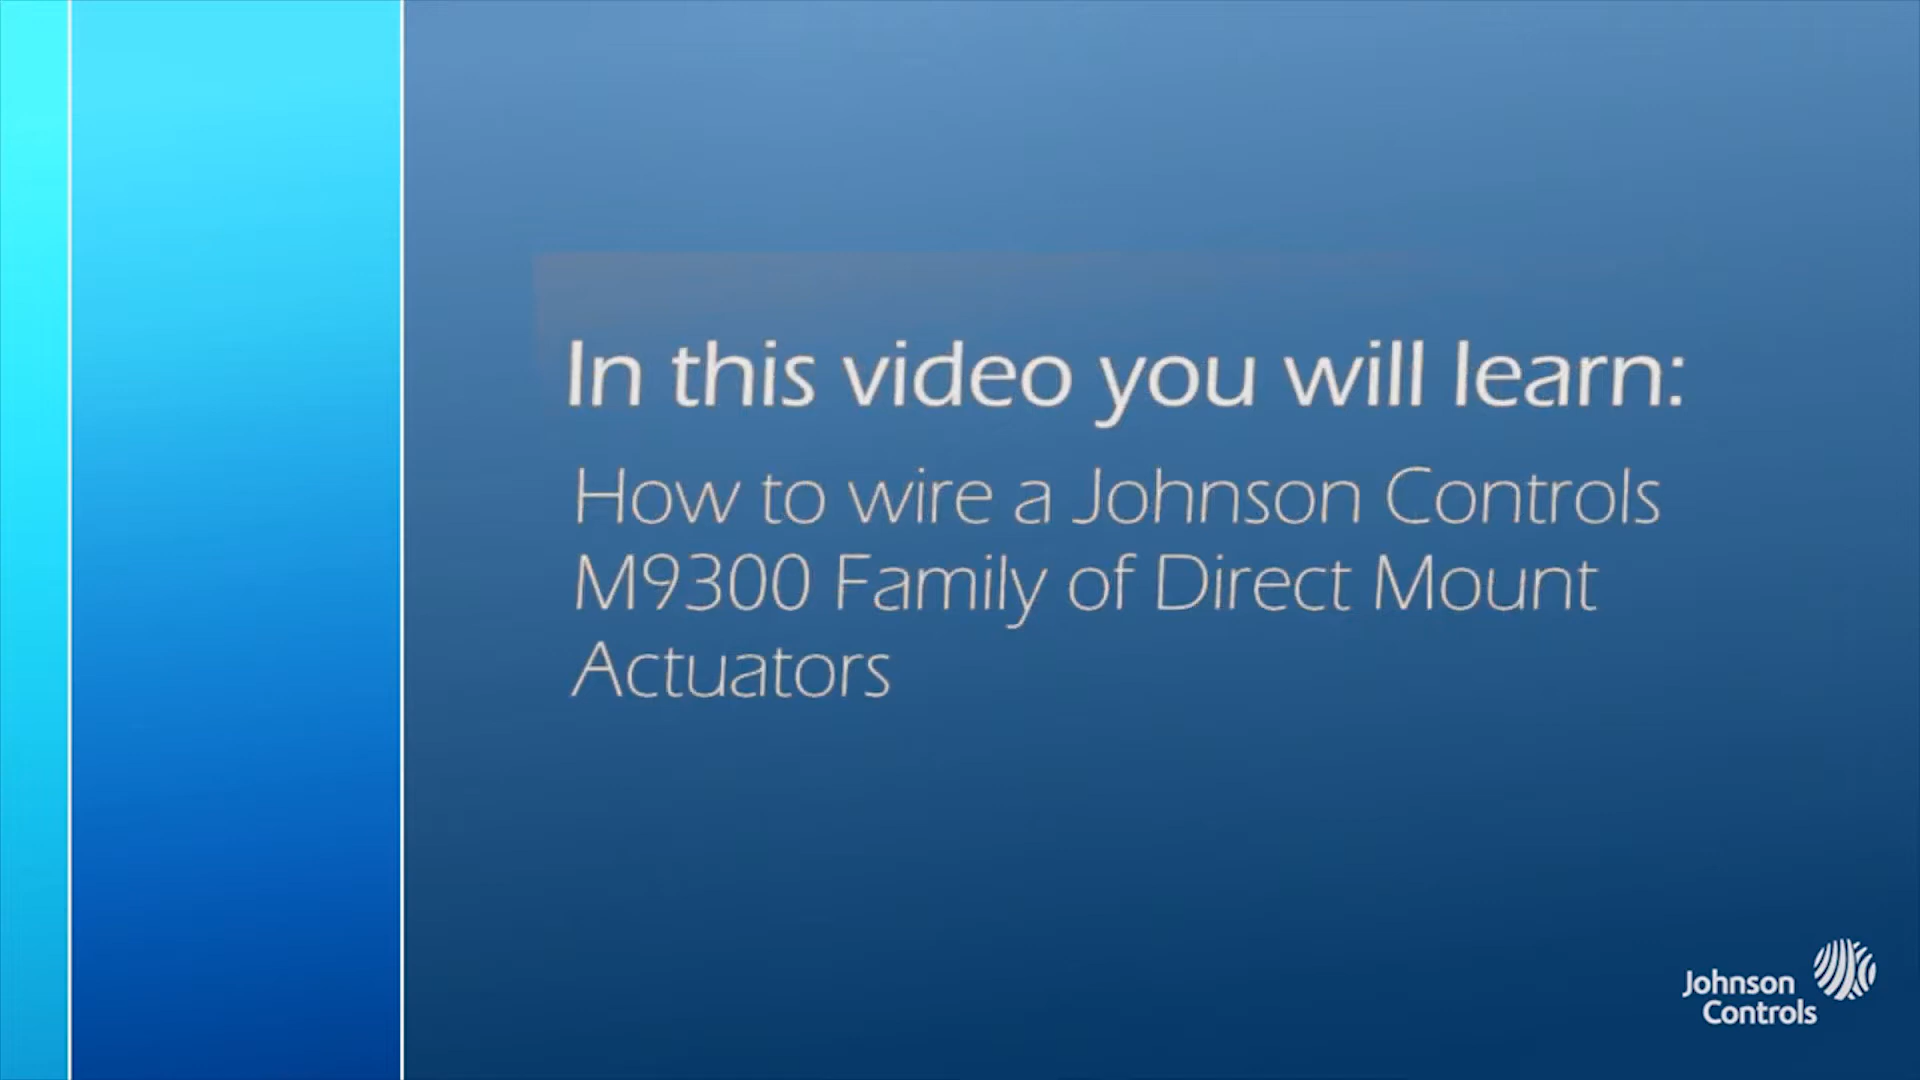 In this video you will learn:
How to wire a Johnson Controls
M9300 Family of Direct Mount
Actuators
Johnson
Controls